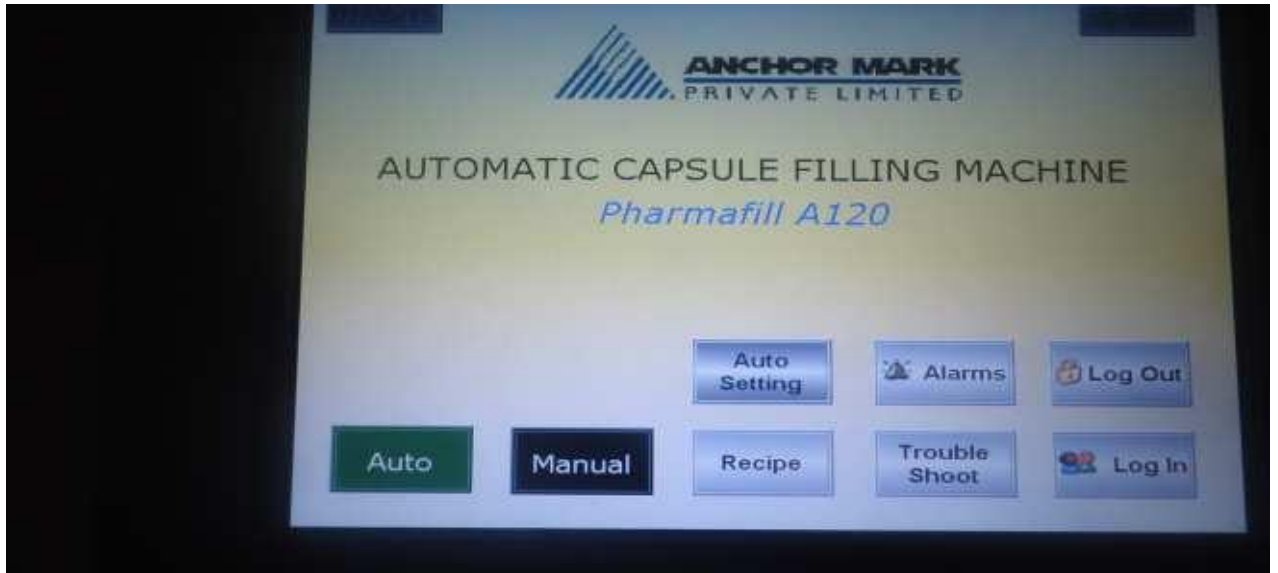 ANCHOR MARK
PRIVATE LIMITED
AUTOMATIC CAPSULE FILLING MACHINE
Pharmafill A120
Auto
Setting
Alarms
Log Out
Auto
Manual
Recipe
Trouble
Shoot
Log In